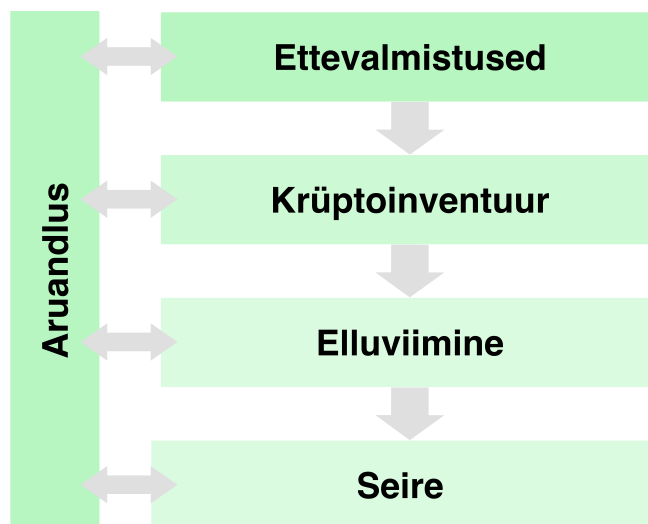 Aruandlus
Ettevalmistused
Krüptoinventuur
Elluviimine
Seire